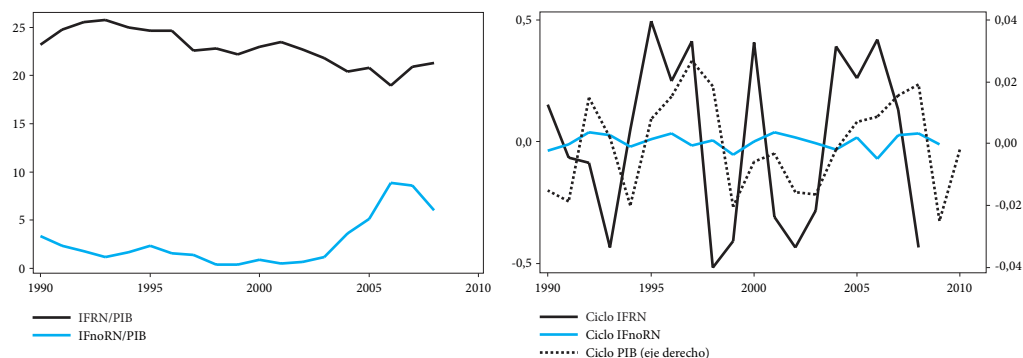 25
20
15
10
5
0
1990 1995 2000 2005 2010
IFRN/PIB
IFnoRN/PIB
0,5
0,0
-0,5
0,04
0,02
0,00
-0,02
-0,04
1990 1995 2000 2005 2010
Ciclo IFRN
Ciclo IFnoRN
Ciclo PIB (eje derecho)